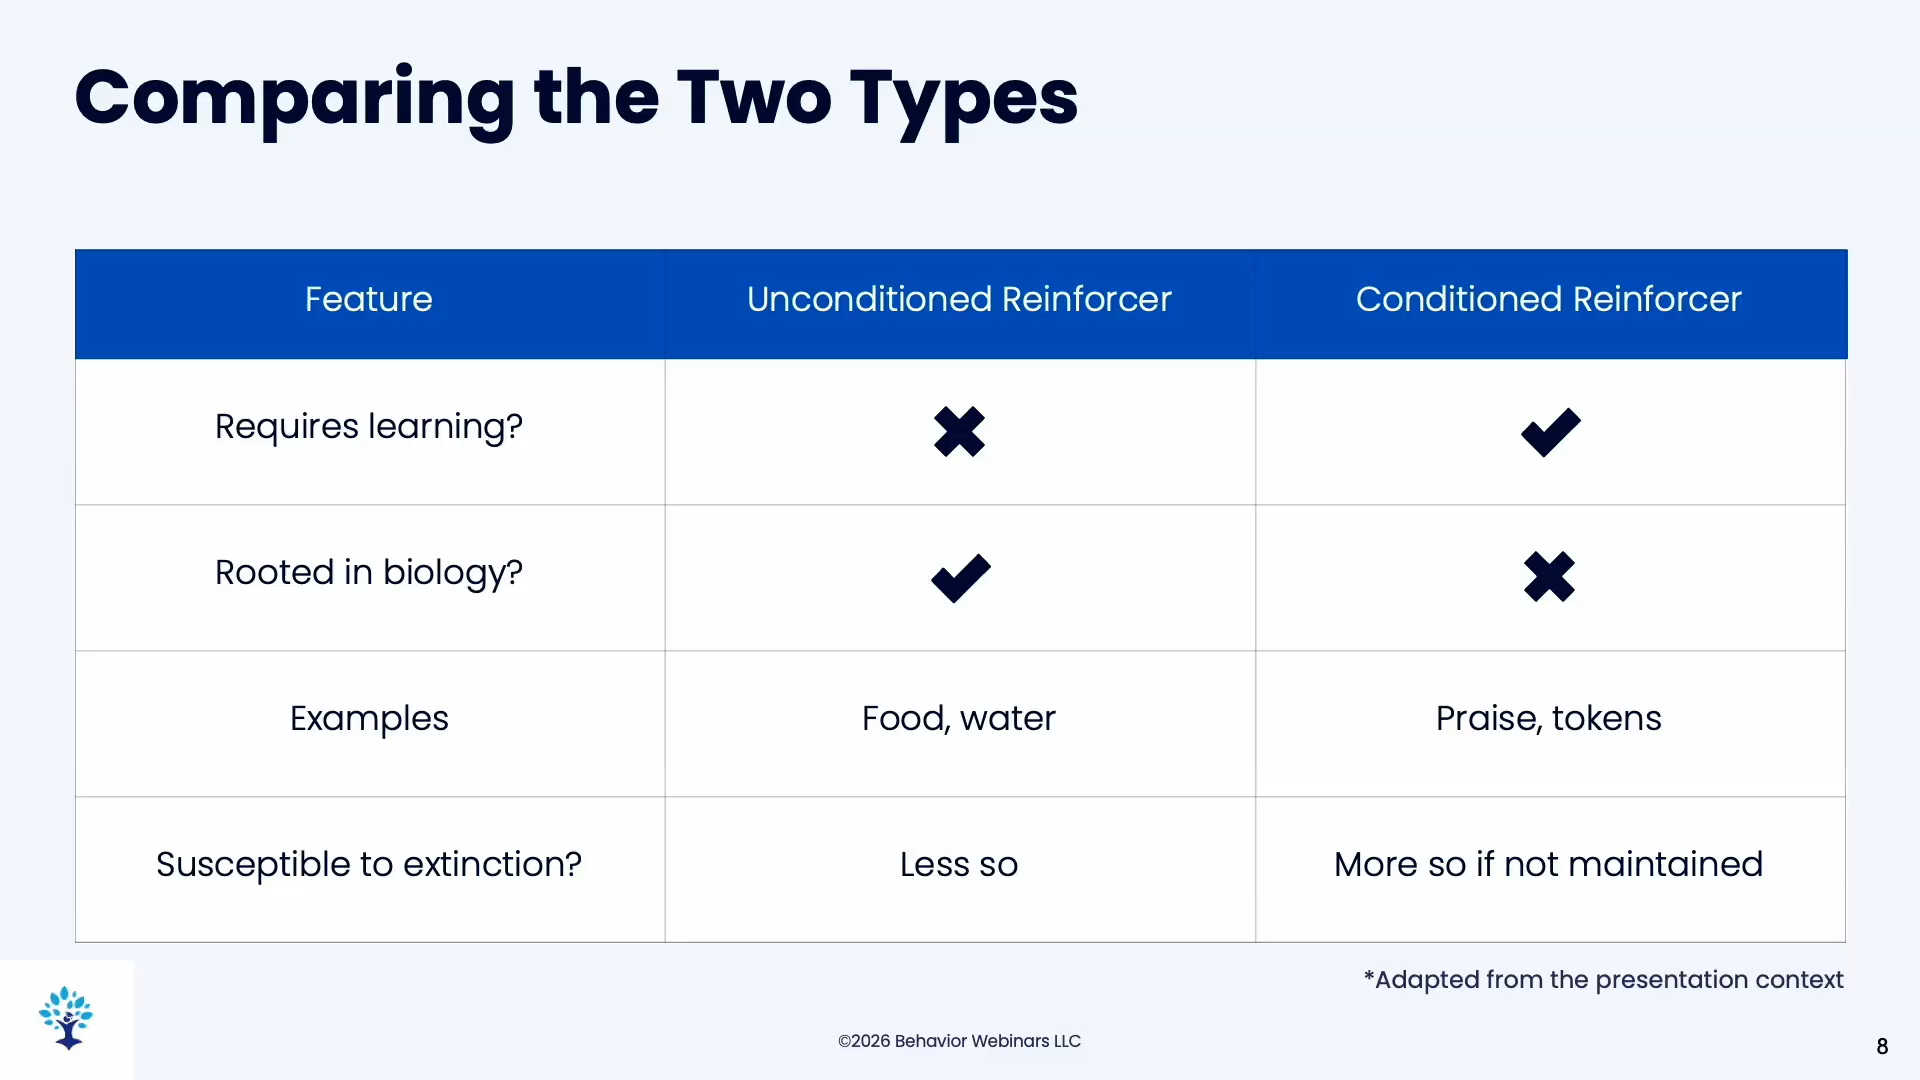 Comparing the Two Types
Feature Unconditioned Reinforcer Conditioned Reinforcer
Requires learning? ✖ ✔
Rooted in biology? ✔ ✖
Examples Food, water Praise, tokens
Susceptible to extinction? Less so More so if not maintained
*Adapted from the presentation context
©2026 Behavior Webinars LLC
8